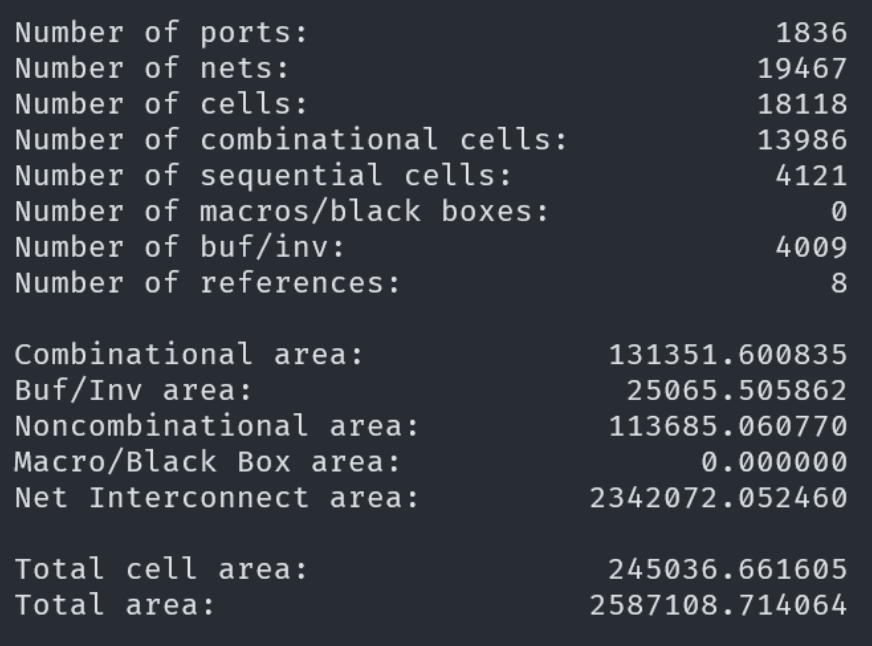 Number of ports: 1836
Number of nets: 19467
Number of cells: 18118
Number of combinational cells: 13986
Number of sequential cells: 4121
Number of macros/black boxes: 0
Number of buf/inv: 4009
Number of references: 8
Combinational area: 131351.600835
Buf/Inv area: 25065.505862
Noncombinational area: 113685.060770
Macro/Black Box area: 0.000000
Net Interconnect area: 2342072.052460
Total cell area: 245036.661605
Total area: 2587108.714064